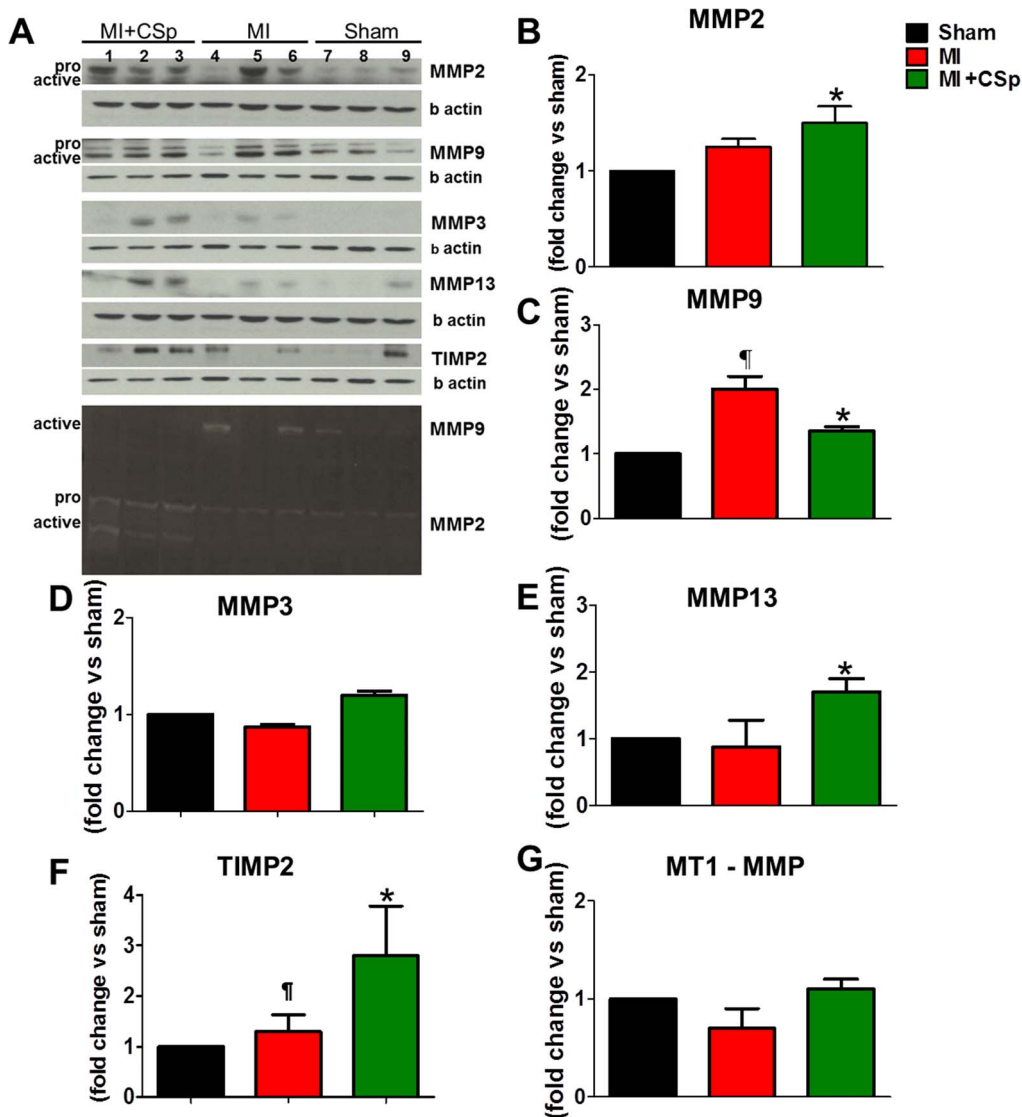 A
MI+CSp MI Sham
1 2 3 4 5 6 7 8 9
pro
active
MMP2
b actin
pro
active
MMP9
b actin
MMP3
b actin
MMP13
b actin
TIMP2
b actin
active
MMP9
pro
active
MMP2
B
MMP2
(fold change vs sham)
2
1
0
*
Sham
MI
MI+CSp
C
MMP9
(fold change vs sham)
3
2
1
0
¶
*
D
MMP3
(fold change vs sham)
2
1
0
E
MMP13
(fold change vs sham)
3
2
1
0
*
F
TIMP2
(fold change vs sham)
4
3
2
1
0
¶
*
G
MT1 - MMP
(fold change vs sham)
2
1
0